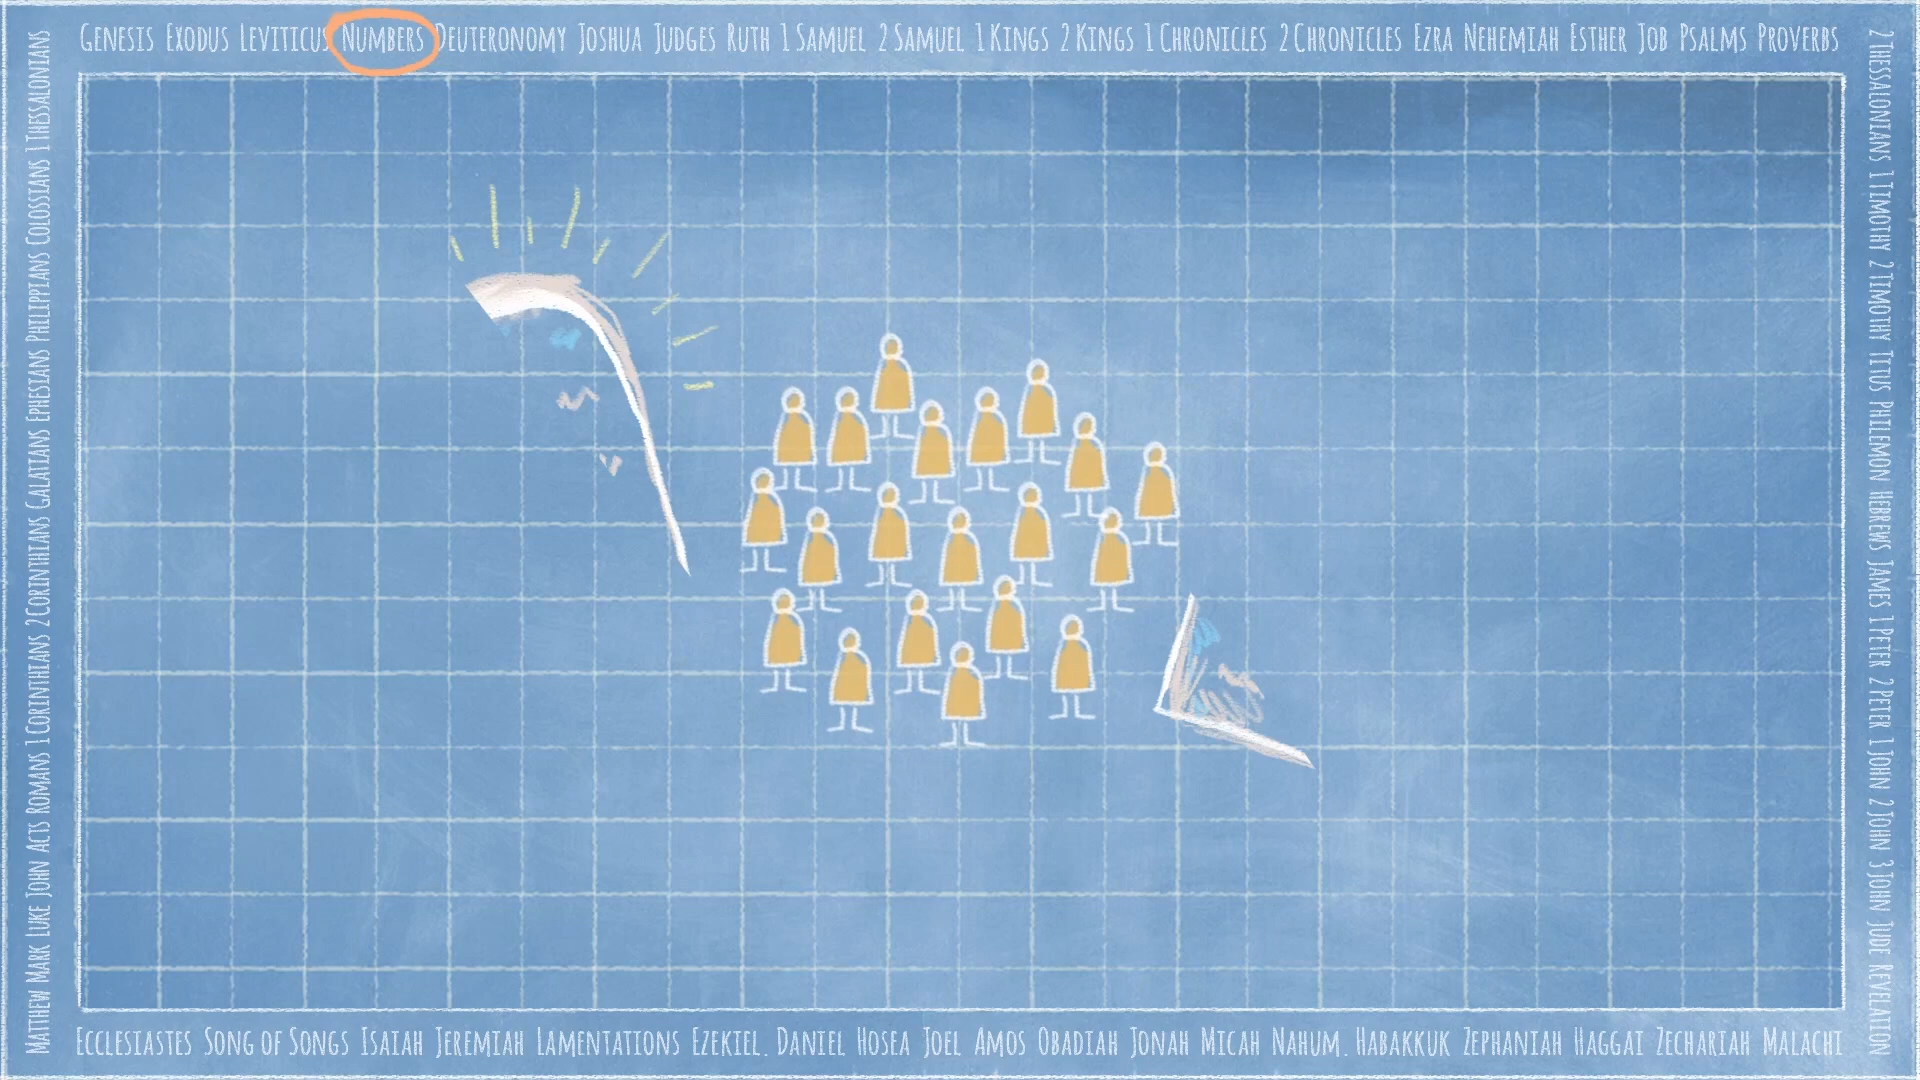 Genesis Exodus Leviticus Numbers Deuteronomy Joshua Judges Ruth 1 Samuel 2 Samuel 1 Kings 2 Kings 1 Chronicles 2 Chronicles Ezra Nehemiah Esther Job Psalms Proverbs
Ecclesiastes Song of Songs Isaiah Jeremiah Lamentations Ezekiel. Daniel Hosea Joel Amos Obadiah Jonah Micah Nahum. Habakkuk Zephaniah Haggai Zechariah Malachi
Matthew Mark Luke John Acts Romans 1 Corinthians 2 Corinthians Galatians Ephesians Philippians Colossians 1 Thessalonians
2 Thessalonians 1 Timothy 2 Timothy Titus Philemon Hebrews James 1 Peter 2 Peter 1 John 2 John 3 John Jude Revelation